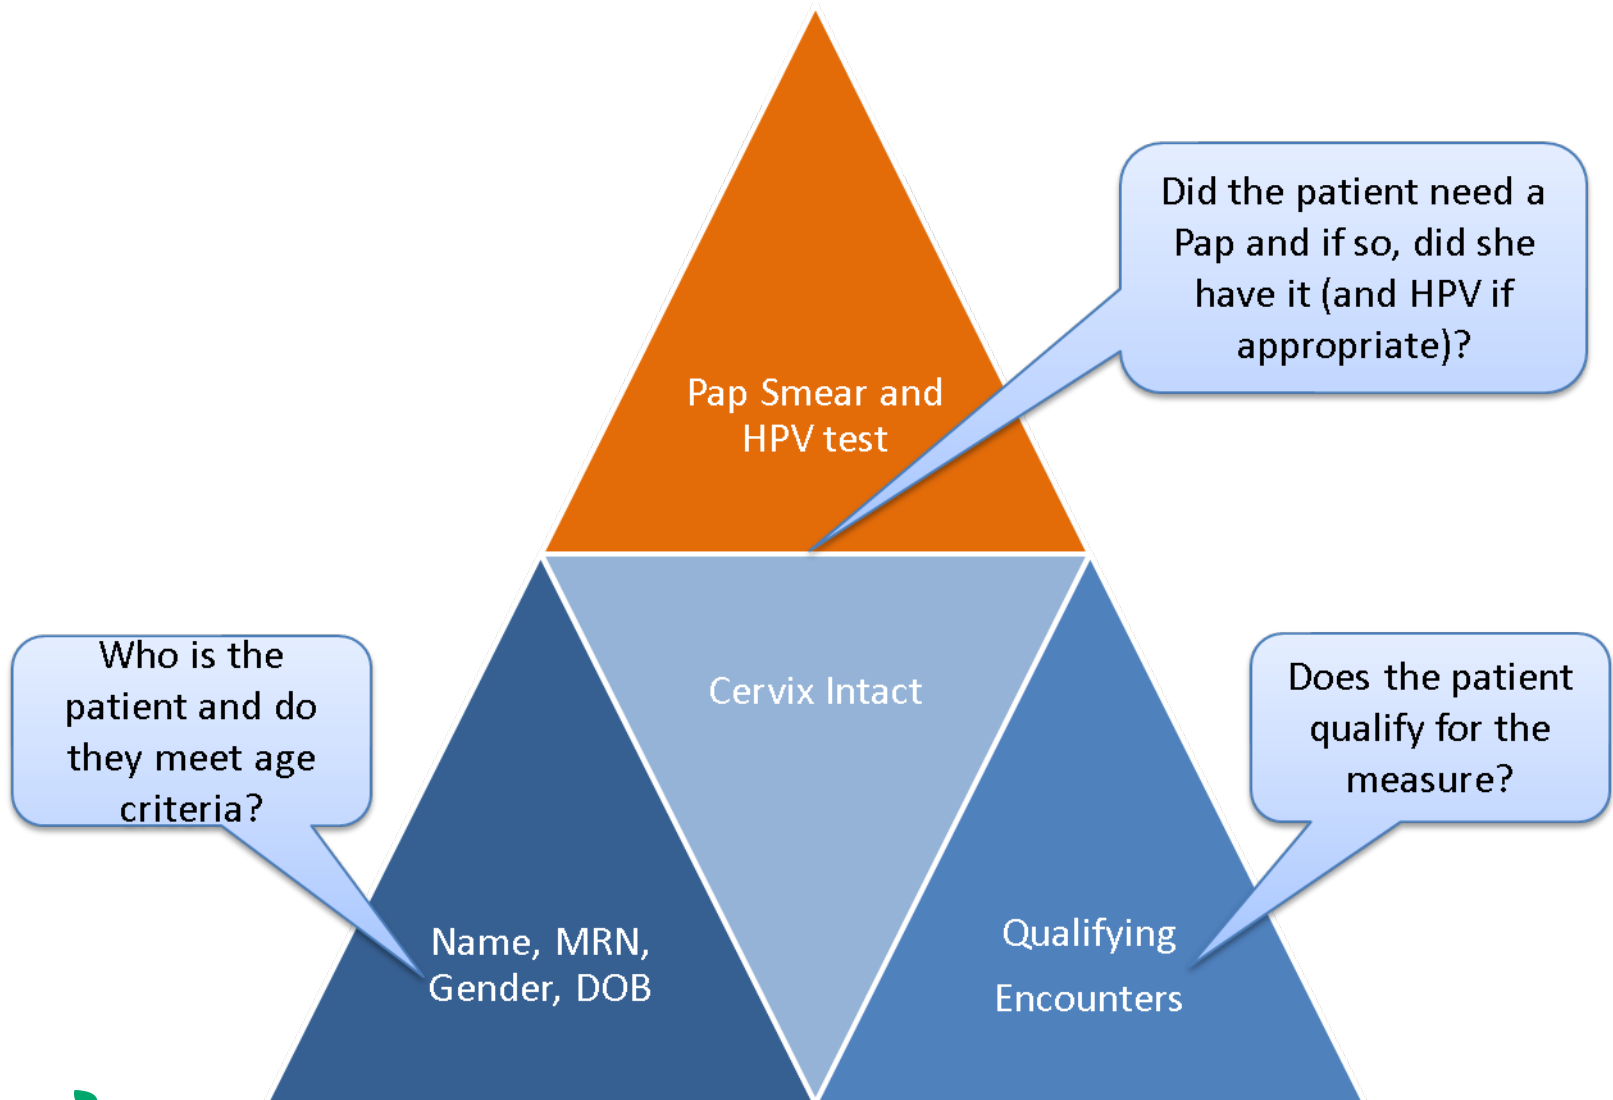 Did the patient need a
Pap and if so, did she
have it (and HPV if
appropriate)?
Pap Smear and
HPV test
Who is the
patient and do
they meet age
criteria?
Cervix Intact
Does the patient
qualify for the
measure?
Name, MRN,
Gender, DOB
Qualifying
Encounters